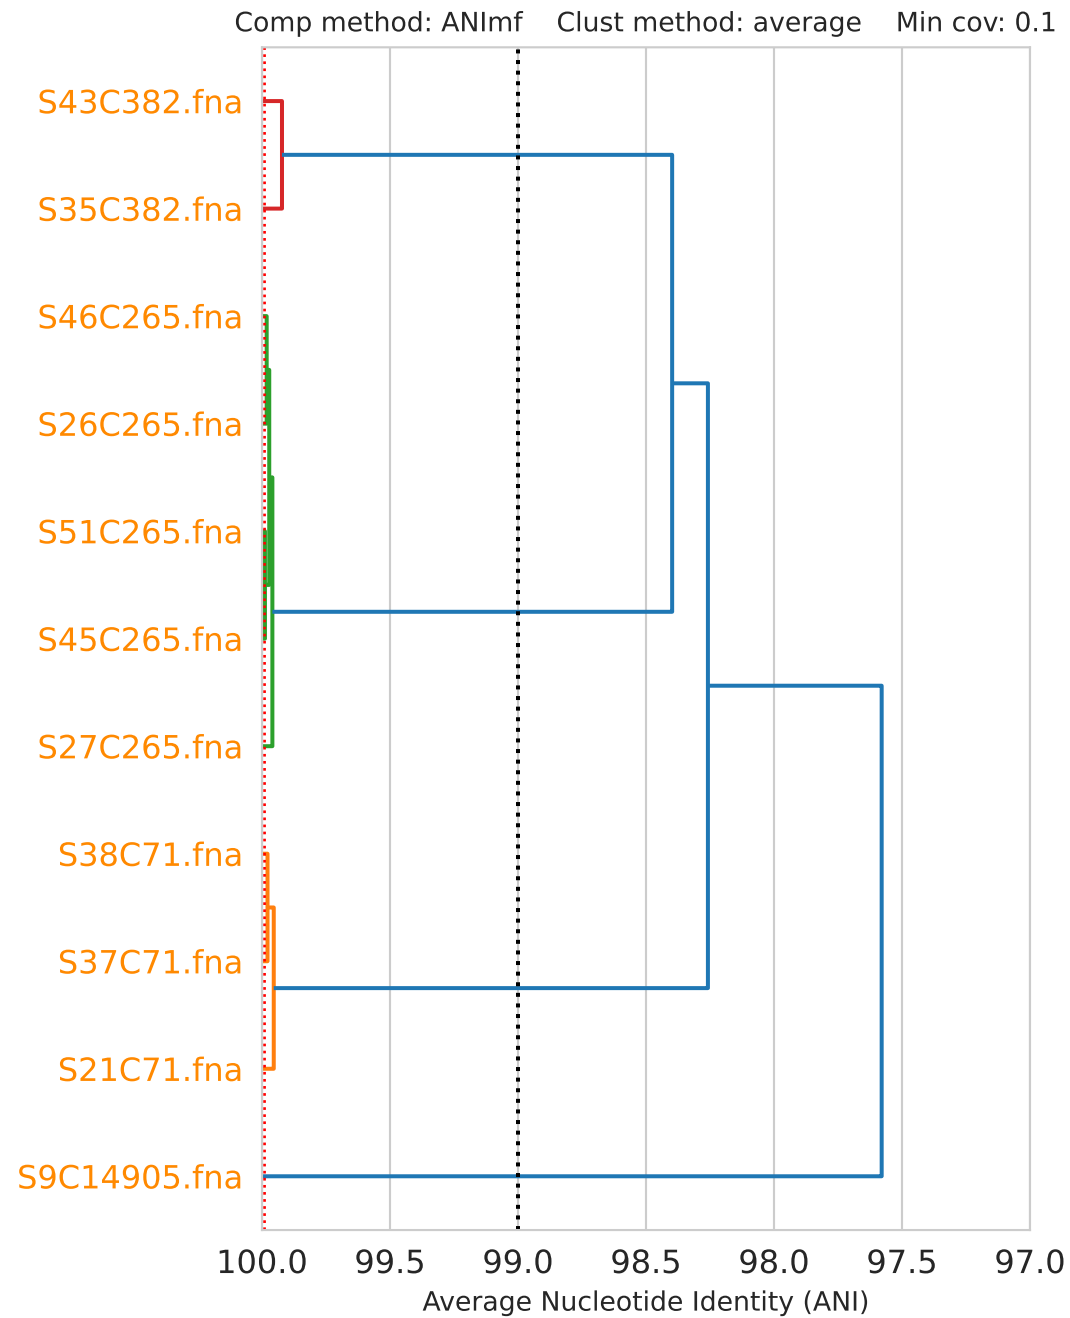 Comp method: ANImf    Clust method: average    Min cov: 0.1
S43C382.fna
S35C382.fna
S46C265.fna
S26C265.fna
S51C265.fna
S45C265.fna
S27C265.fna
S38C71.fna
S37C71.fna
S21C71.fna
S9C14905.fna
100.0 99.5 99.0 98.5 98.0 97.5 97.0
Average Nucleotide Identity (ANI)